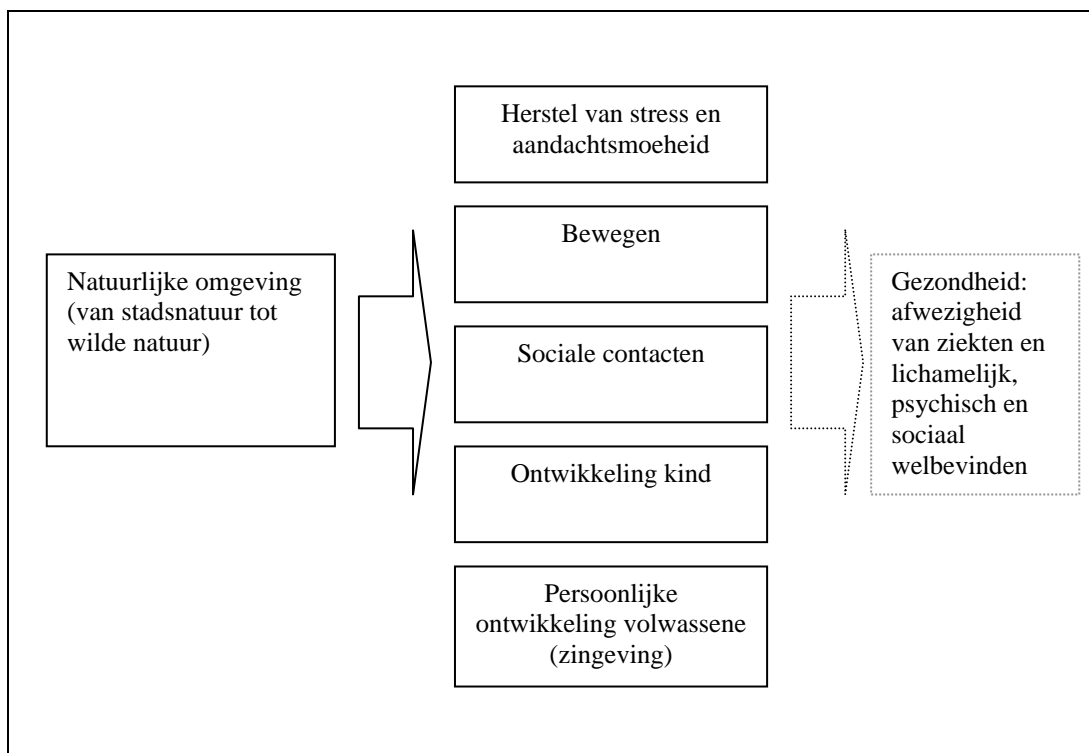 Herstel van stress en
aandachtsmoeheid
Bewegen
Natuurlijke omgeving
(van stadsnatuur tot
wilde natuur)
Sociale contacten
Ontwikkeling kind
Persoonlijke
ontwikkeling volwassene
(zingeving)
Gezondheid:
afwezigheid
van ziekten en
lichamelijk,
psychisch en
sociaal
welbevinden